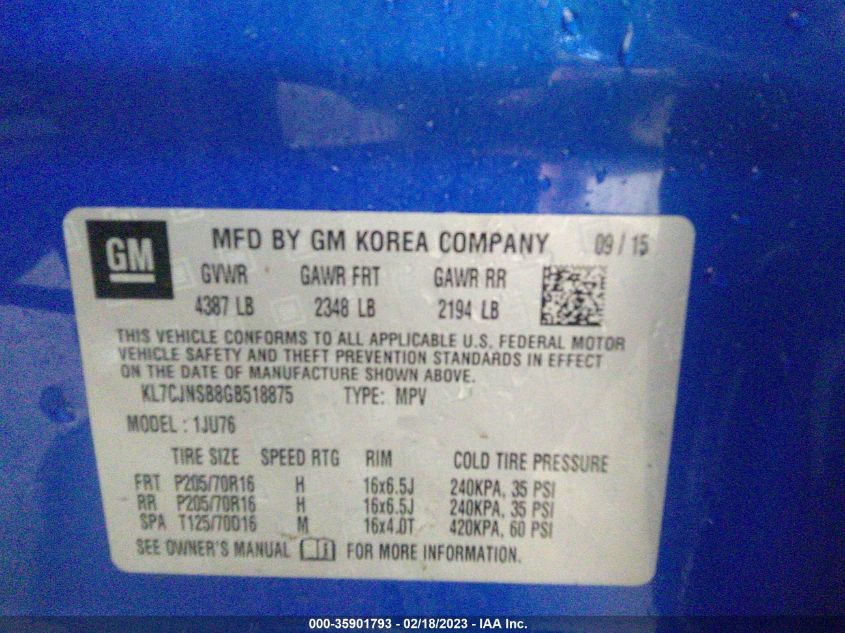 GM MFD BY GM KOREA COMPANY 09 / 15
GVWR GAWR FRT GAWR RR
4387 LB 2348 LB 2194 LB
THIS VEHICLE CONFORMS TO ALL APPLICABLE U.S. FEDERAL MOTOR
VEHICLE SAFETY AND THEFT PREVENTION STANDARDS IN EFFECT
ON THE DATE OF MANUFACTURE SHOWN ABOVE.
KL7CJNSB8GB518875 TYPE: MPV
MODEL : 1JU76
TIRE SIZE SPEED RTG RIM COLD TIRE PRESSURE
FRT P205/70R16 H 16x6.5J 240KPA, 35 PSI
RR P205/70R16 H 16x6.5J 240KPA, 35 PSI
SPA T125/70D16 M 16x4.0T 420KPA, 60 PSI
SEE OWNER'S MANUAL FOR MORE INFORMATION.
000-35901793 - 02/18/2023 - IAA Inc.